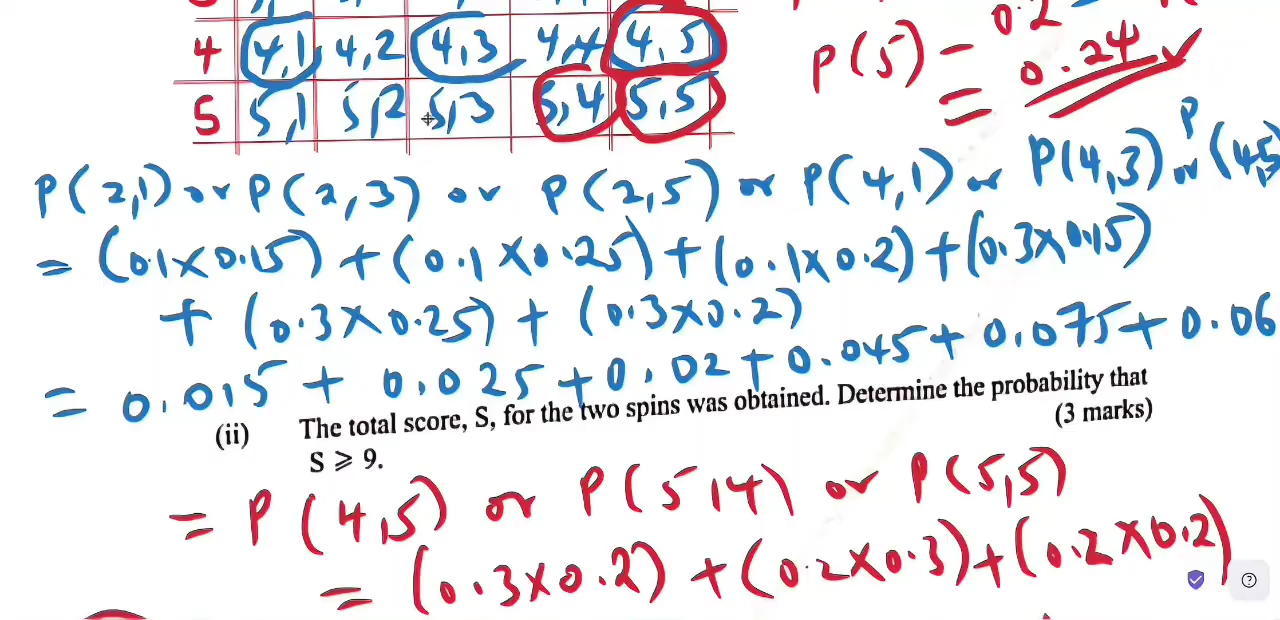 4 4,1 4,2 4,3 4,4 4,5
5 5,1 5,2 5,3 5,4 5,5
P(5) = 0.2
= 0.24 ✓
P(2,1) or P(2,3) or P(2,5) or P(4,1) or P(4,3) or P(4,5)
= (0.1×0.15) + (0.1×0.25) + (0.1×0.2) + (0.3×0.15)
+ (0.3×0.25) + (0.3×0.2)
= 0.015 + 0.025 + 0.02 + 0.045 + 0.075 + 0.06
(ii) The total score, S, for the two spins was obtained. Determine the probability that
S ⩾ 9. (3 marks)
= P(4,5) or P(5,4) or P(5,5)
= (0.3×0.2) + (0.2×0.3) + (0.2×0.2)